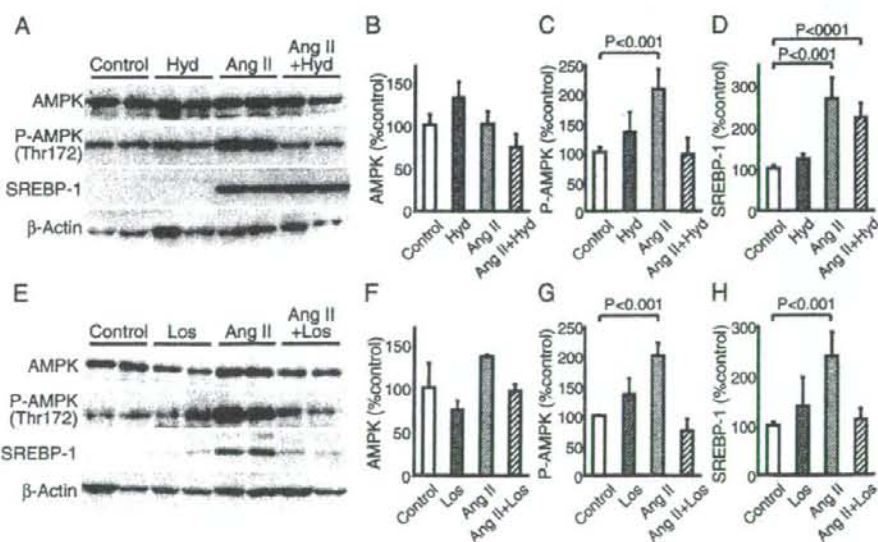 A
Control Hyd Ang II Ang II +Hyd
AMPK
P-AMPK
(Thr172)
SREBP-1
β-Actin
B
AMPK (%control)
150
100
50
0
Control Hyd Ang II Ang II+Hyd
C
P<0.001
P-AMPK (%control)
250
200
150
100
50
0
Control Hyd Ang II Ang II+Hyd
D
P<0001
P<0.001
SREBP-1 (%control)
300
200
100
0
Control Hyd Ang II Ang II+Hyd
E
Control Los Ang II Ang II +Los
AMPK
P-AMPK
(Thr172)
SREBP-1
β-Actin
F
AMPK (%control)
150
100
50
0
Control Los Ang II Ang II+Los
G
P<0.001
P-AMPK (%control)
250
200
150
100
50
0
Control Los Ang II Ang II+Los
H
P<0.001
SREBP-1 (%control)
300
200
100
0
Control Los Ang II Ang II+Los